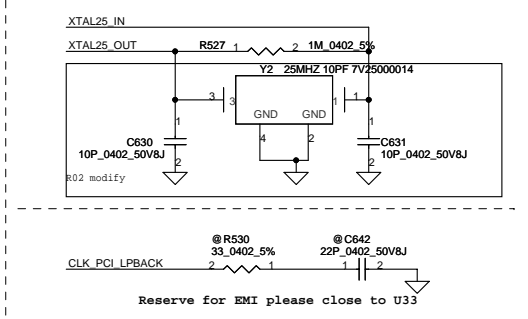 XTAL25_IN
XTAL25_OUT
R527 1 2 1M_0402_5%
Y2 25MHZ 10PF 7V25000014
3 3 1 1
GND GND
1 4 2 1
C630 C631
10P_0402_50V8J 10P_0402_50V8J
2 2
R02 modify
@R530 @C642
33_0402_5% 22P_0402_50V8J
CLK_PCI_LPBACK 2 1 1 2
Reserve for EMI please close to U33